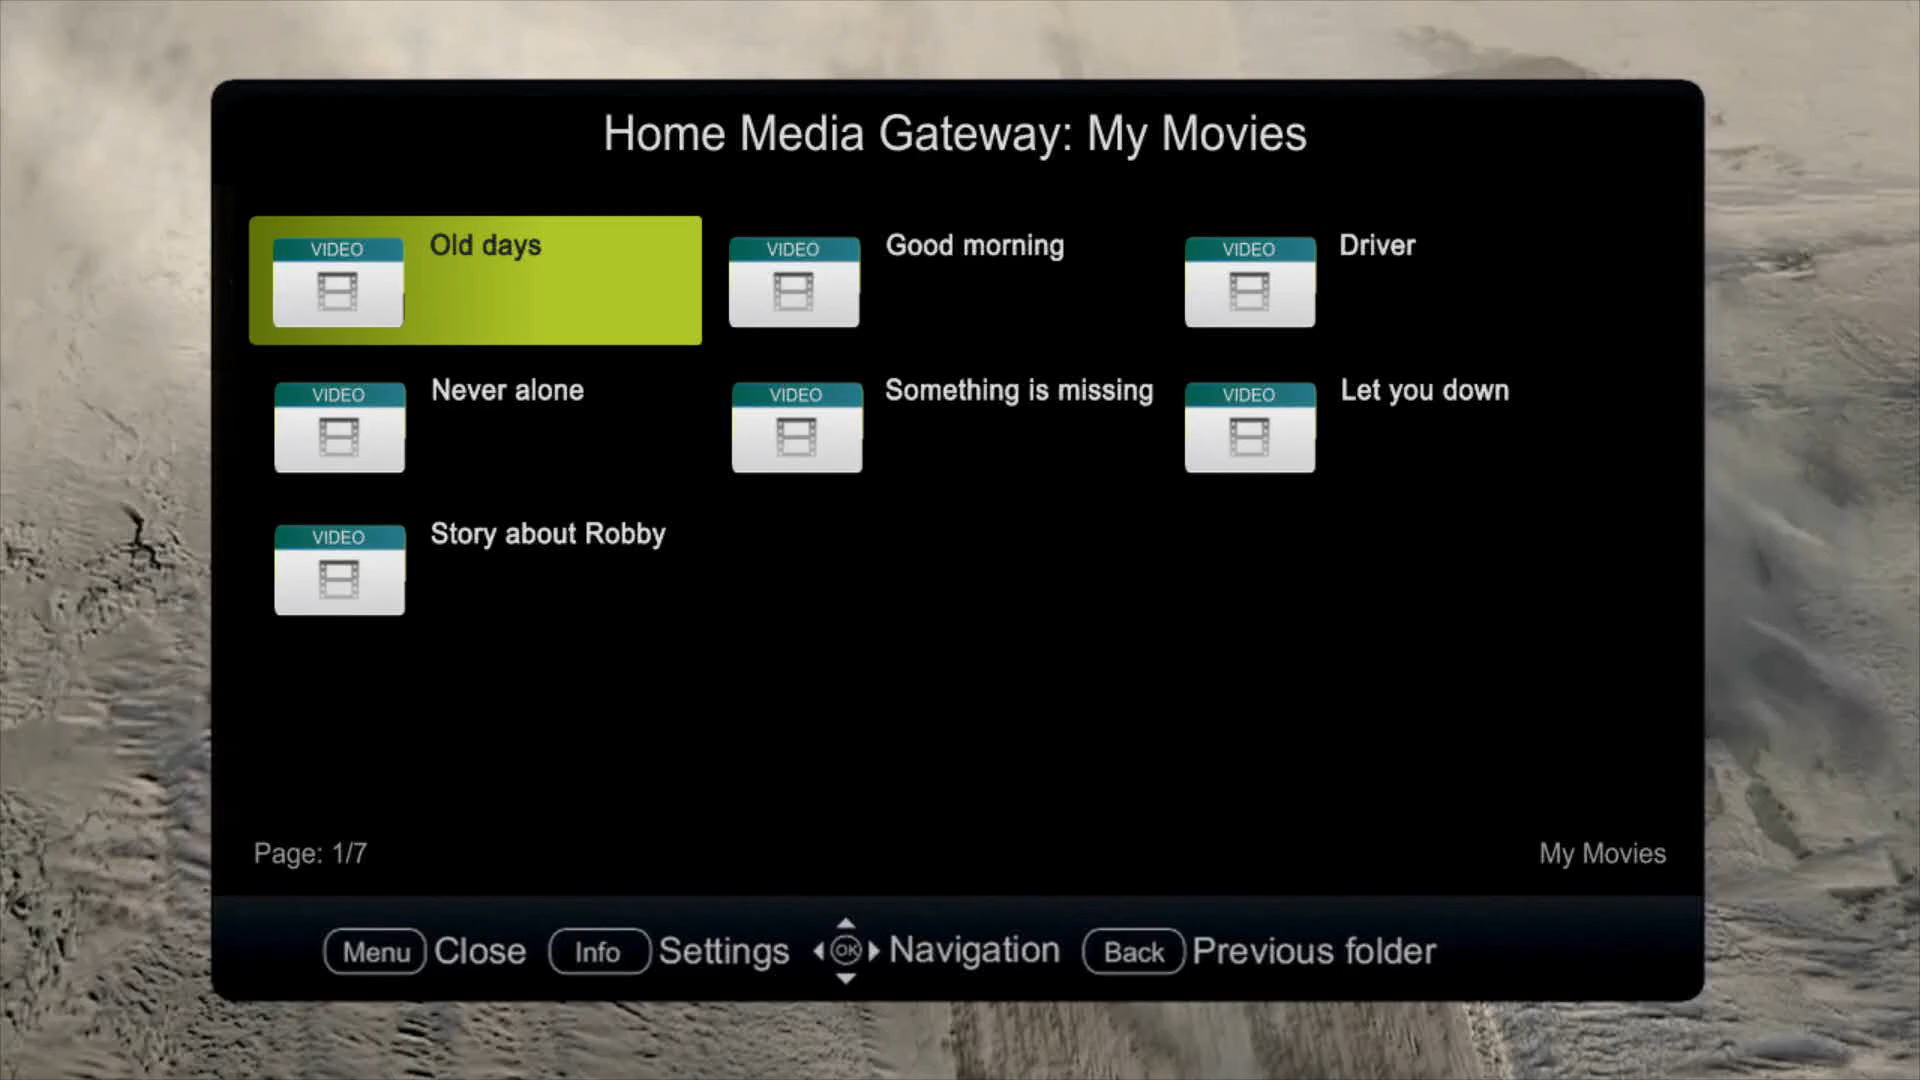 Home Media Gateway: My Movies
VIDEO Old days
VIDEO Good morning
VIDEO Driver
VIDEO Never alone
VIDEO Something is missing
VIDEO Let you down
VIDEO Story about Robby
Page: 1/7
My Movies
Menu Close Info Settings OK Navigation Back Previous folder